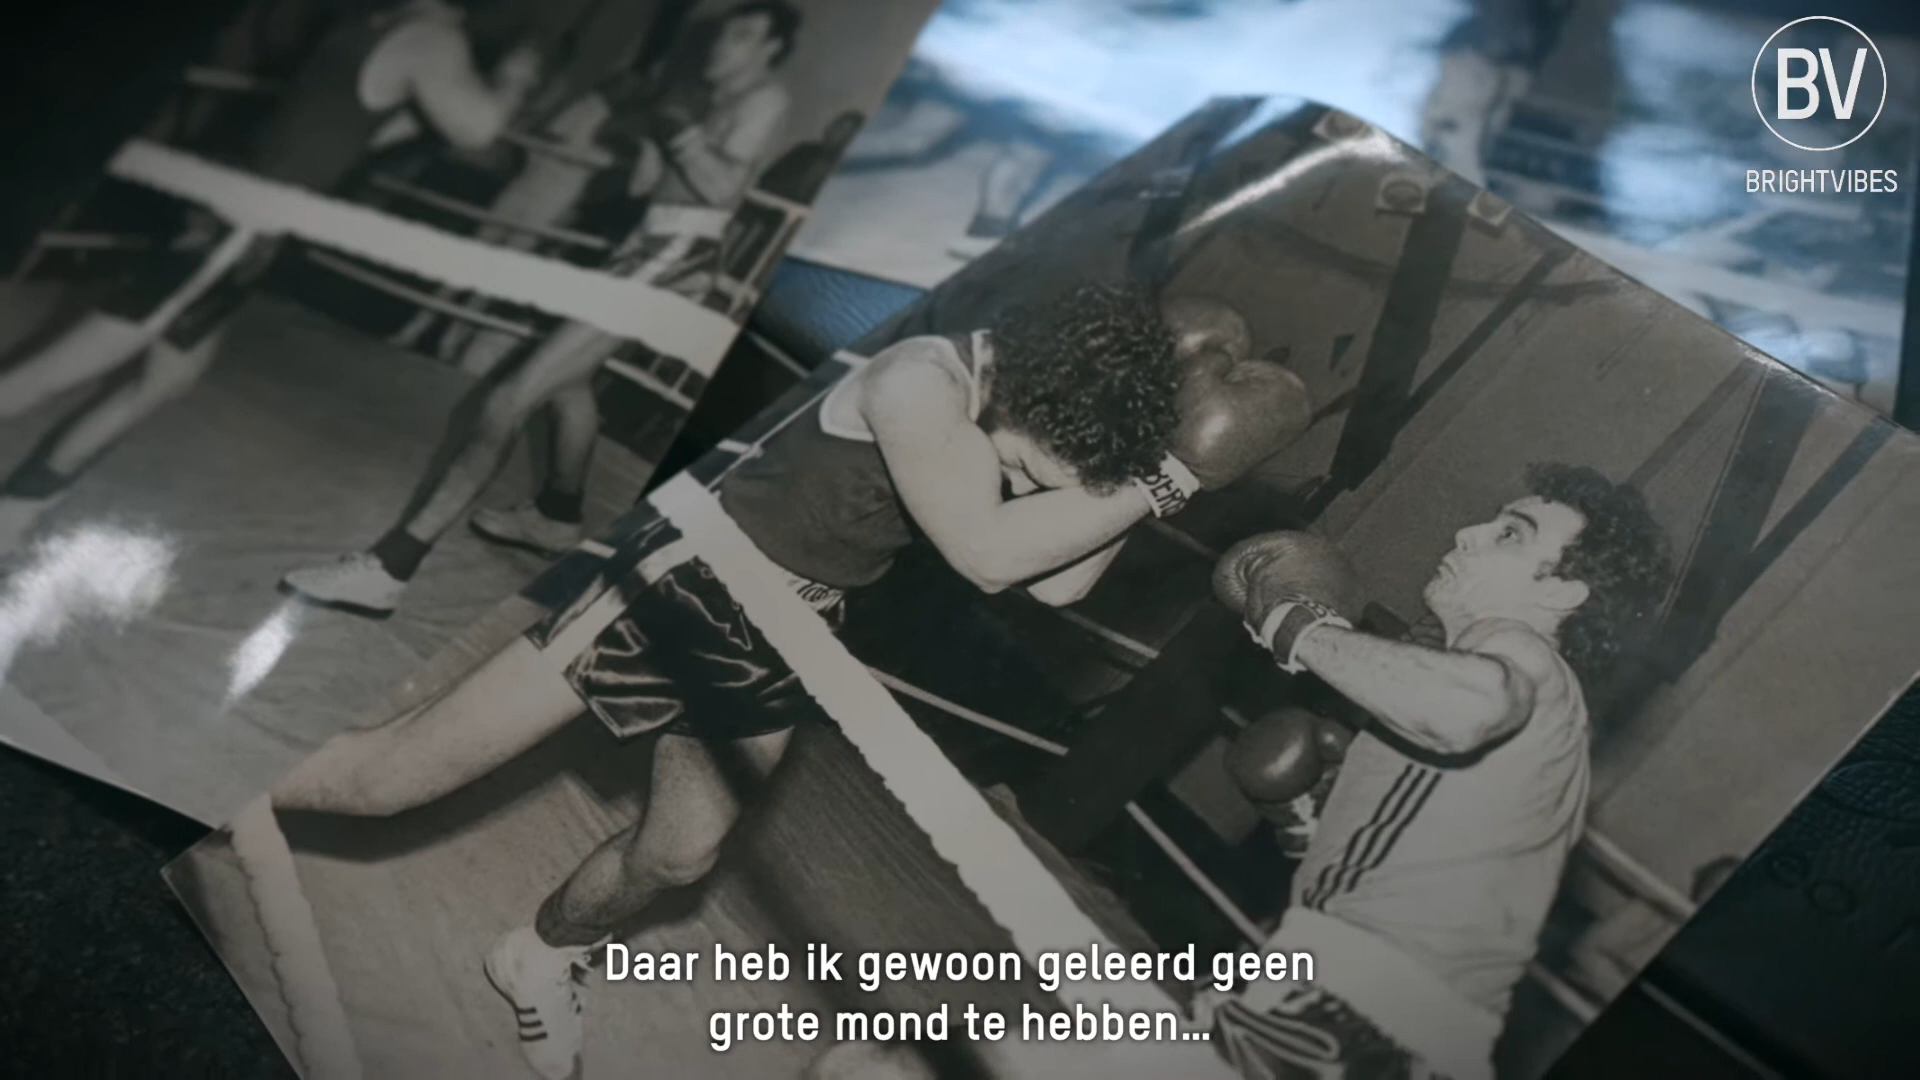 BV
BRIGHTVIBES
Daar heb ik gewoon geleerd geen
grote mond te hebben...